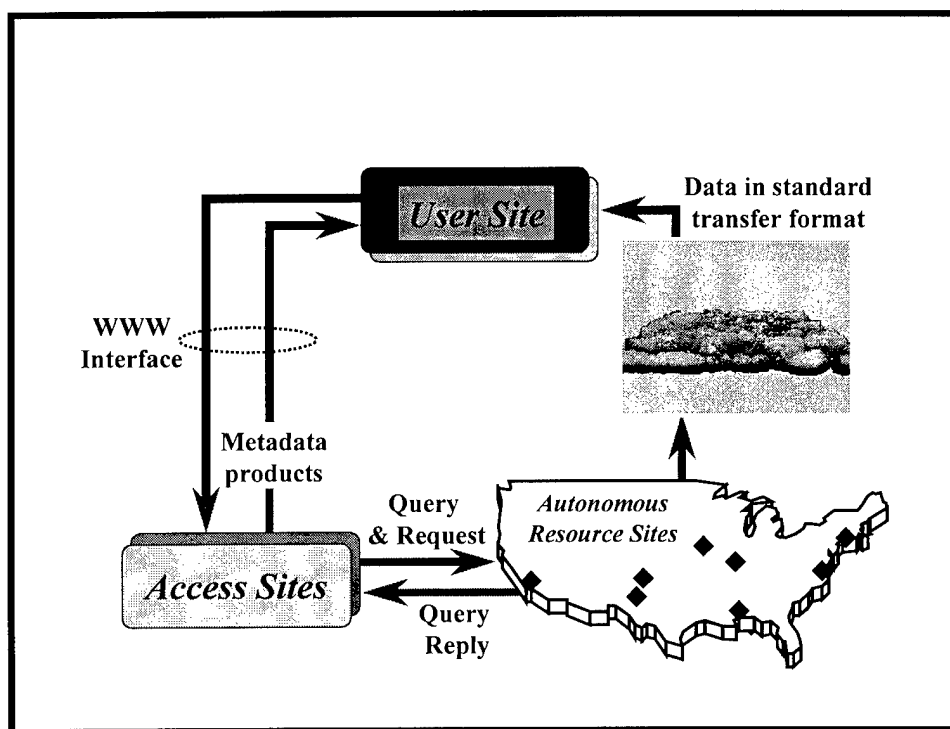 User Site
Data in standard
transfer format
WWW
Interface
Metadata
products
Query
& Request
Autonomous
Resource Sites
Access Sites
Query
Reply